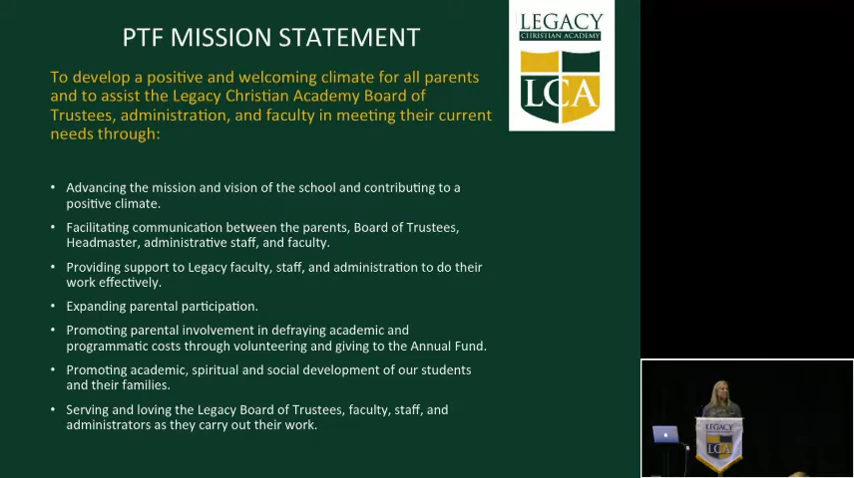 PTF MISSION STATEMENT
LEGACY
CHRISTIAN ACADEMY
LCA
To develop a positive and welcoming climate for all parents
and to assist the Legacy Christian Academy Board of
Trustees, administration, and faculty in meeting their current
needs through:
• Advancing the mission and vision of the school and contributing to a
positive climate.
• Facilitating communication between the parents, Board of Trustees,
Headmaster, administrative staff, and faculty.
• Providing support to Legacy faculty, staff, and administration to do their
work effectively.
• Expanding parental participation.
• Promoting parental involvement in defraying academic and
programmatic costs through volunteering and giving to the Annual Fund.
• Promoting academic, spiritual and social development of our students
and their families.
• Serving and loving the Legacy Board of Trustees, faculty, staff, and
administrators as they carry out their work.
LEGACY
LCA